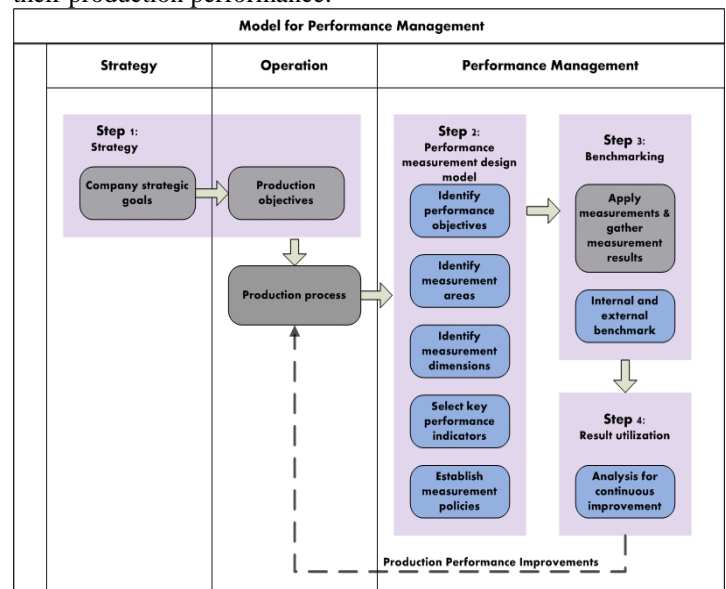 their production performance.
Model for Performance Management
Strategy
Operation
Performance Management
Step 1:
Strategy
Company strategic
goals
Production
objectives
Production process
Step 2:
Performance
measurement design
model
Identify
performance
objectives
Identify
measurement
areas
Identify
measurement
dimensions
Select key
performance
indicators
Establish
measurement
policies
Step 3:
Benchmarking
Apply
measurements &
gather
measurement
results
Internal and
external
benchmark
Step 4:
Result utilization
Analysis for
continuous
improvement
Production Performance Improvements